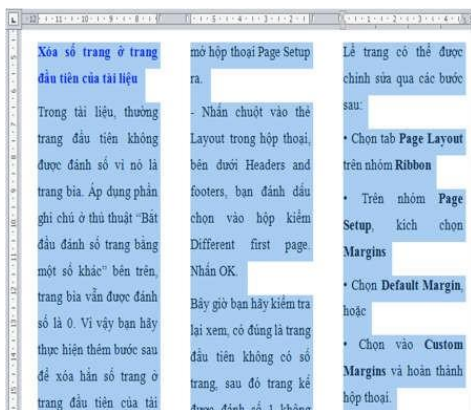 Xóa số trang ở trang
đầu tiên của tài liệu
Trong tài liệu, thường
trang đầu tiên không
được đánh số vì nó là
trang bìa. Áp dụng phần
ghi chú ở thủ thuật "Bắt
đầu đánh số trang bằng
một số khác" bên trên,
trang bìa vẫn được đánh
số là 0. Vì vậy bạn hãy
thực hiện thêm bước sau
để xóa hẳn số trang ở
trang đầu tiên của tài
mở hộp thoại Page Setup
ra.
- Nhấn chuột vào thẻ
Layout trong hộp thoại,
bên dưới Headers and
footers, bạn đánh dấu
chọn vào hộp kiểm
Different first page.
Nhấn OK.
Bây giờ bạn hãy kiểm tra
lại xem, có đúng là trang
đầu tiên không có số
trang, sau đó trang kế
được đánh số 1 không
Lề trang có thể được
chỉnh sửa qua các bước
sau:
• Chọn tab Page Layout
trên nhóm Ribbon
• Trên nhóm Page
Setup, kích chọn
Margins
• Chọn Default Margin,
hoặc
• Chọn vào Custom
Margins và hoàn thành
hộp thoại.